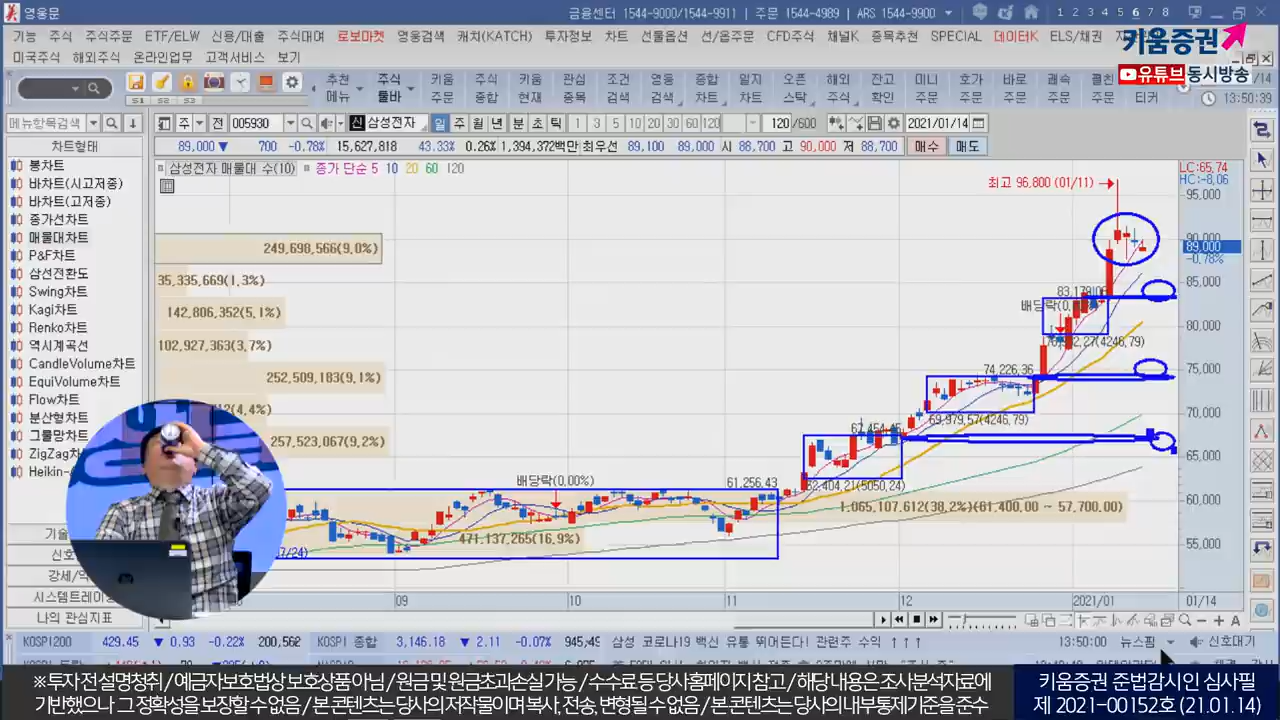 영웅문
금융센터 1544-9000/1544-9911 | 주문 1544-4989 | ARS 1544-9900
1 2 3 4 5 6 7 8
기능 주식 주식주문 ETF/ELW 신용/대출 주식대여 로보마켓 영웅검색 캐치(KATCH) 투자정보 차트 선물옵션 선/옵주문 CFD주식 채널K 종목추천 SPECIAL 데이터K ELS/채권
키움증권
미국주식 해외주식 온라인업무 고객서비스 보기
유튜브 동시방송
추천 주식 키움 주식 키움 관심 조건 영웅 종합 일지 오픈 해외 잔고 미니 호가 바로 쾌속 클린
메뉴 툴바 주문 종합 현재 종목 검색 검색 차트 차트 스탁 주식 확인 주문 주문 주문 주문 주문 티커
S1 S2 S3
13:50:39
메뉴항목검색
주 전 005930 신 삼성전자 일 주 월 년 분 초 틱 1 3 5 10 20 30 60 120 120 /600 2021/01/14
차트형태
89,000 ▼ 700 -0.78% 15,627,818 43.33% 0.26% 1,394,372백만 최우선 89,100 89,000 시 88,700 고 90,000 저 88,700 매수 매도
삼성전자 매물대 수(10) 종가 단순 5 10 20 60 120
LC:65,74
HC:-8,06
봉차트
바차트(시고저종)
바차트(고저종)
종가선차트
매물대차트
P&F차트
삼선전환도
Swing차트
Kagi차트
Renko차트
역시계곡선
CandleVolume차트
EquiVolume차트
Flow차트
분산형차트
그물망차트
ZigZag차트
Heikin-
기술
신호
강세/약
시스템트레이
나의 관심지표
최고 96,800 (01/11)
95,000
90,000
89,000
-0,78%
85,000
80,000
75,000
70,000
65,000
60,000
55,000
249,698,566(9.0%)
35,335,669(1.3%)
142,806,352(5.1%)
102,927,363(3.7%)
252,509,183(9.1%)
(4.4%)
257,523,067(9.2%)
1,065,107,612(38.2%)(61,400.00 ~ 57,700.00)
471,137,265(16.9%)
배당락(0,00%)
61,256.43
74,226,36
69,979,57(4246,79)
09
10
11
12
2021/01
01/14
KOSPI200 429.45 ▼ 0.93 -0.22% 200,562 KOSPI 종합 3,146.18 ▼ 2.11 -0.07% 945,49 삼성 코로나19 백신 유통 뛰어든다! 관련주 수익 ↑↑↑ 13:50:00 뉴스핌 신호대기
※ 투자 전 설명청취 / 예금자보호법상 보호상품 아님 / 원금 및 원금초과손실 가능 / 수수료 등 당사홈페이지 참고 / 해당 내용은 조사분석자료에
기반했으나 그 정확성을 보장할 수 없음 / 본 콘텐츠는 당사의 저작물이며 복사, 전송, 변형될 수 없음 / 본 콘텐츠는 당사의 내부통제기준을 준수
키움증권 준법감시인 심사필
제 2021-00152호 (21.01.14)